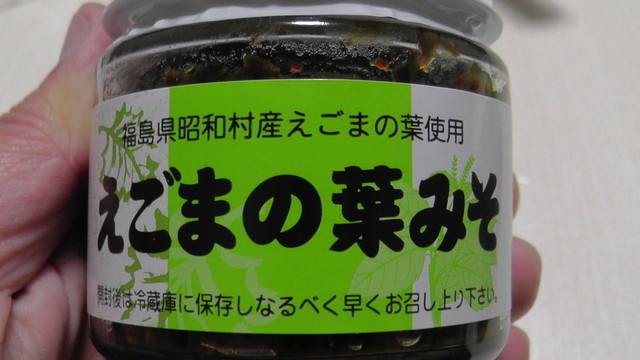 福島県昭和村産えごまの葉使用
えごまの葉みそ
開封後は冷蔵庫に保存しなるべく早くお召し上り下さい。